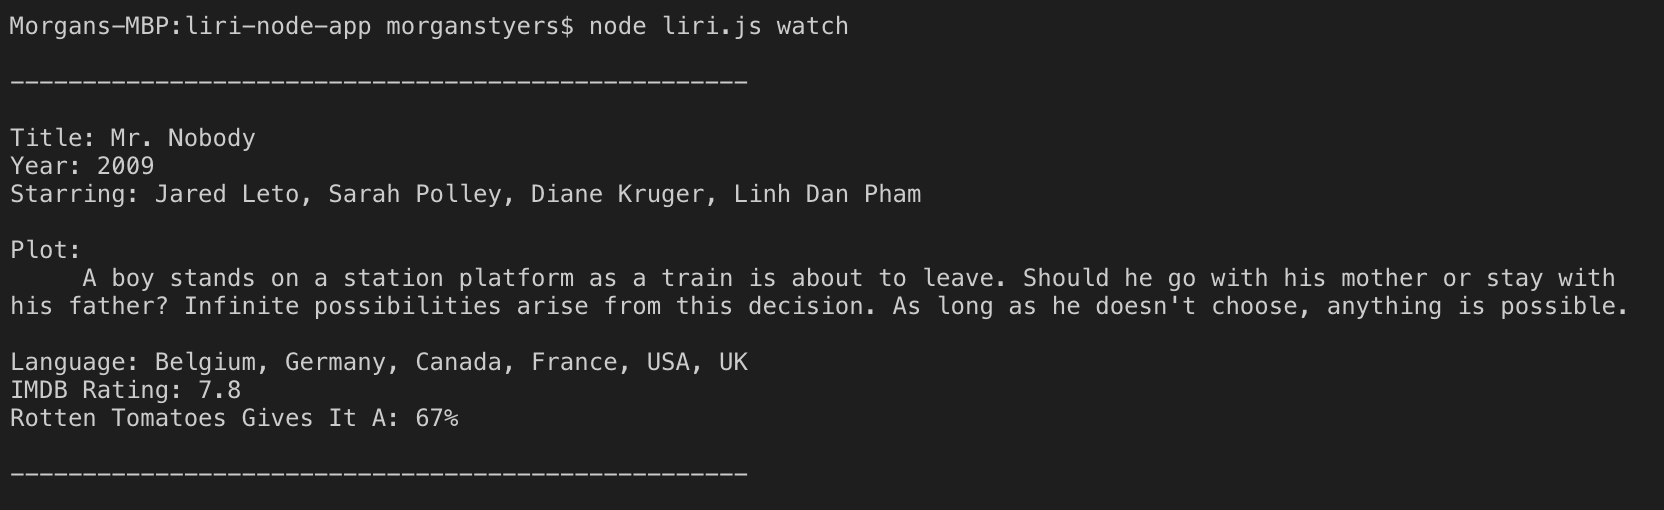 Morgans-MBP:liri-node-app morganstyers$ node liri.js watch
---------------------------------------------------
Title: Mr. Nobody
Year: 2009
Starring: Jared Leto, Sarah Polley, Diane Kruger, Linh Dan Pham
Plot:
A boy stands on a station platform as a train is about to leave. Should he go with his mother or stay with
his father? Infinite possibilities arise from this decision. As long as he doesn't choose, anything is possible.
Language: Belgium, Germany, Canada, France, USA, UK
IMDB Rating: 7.8
Rotten Tomatoes Gives It A: 67%
---------------------------------------------------